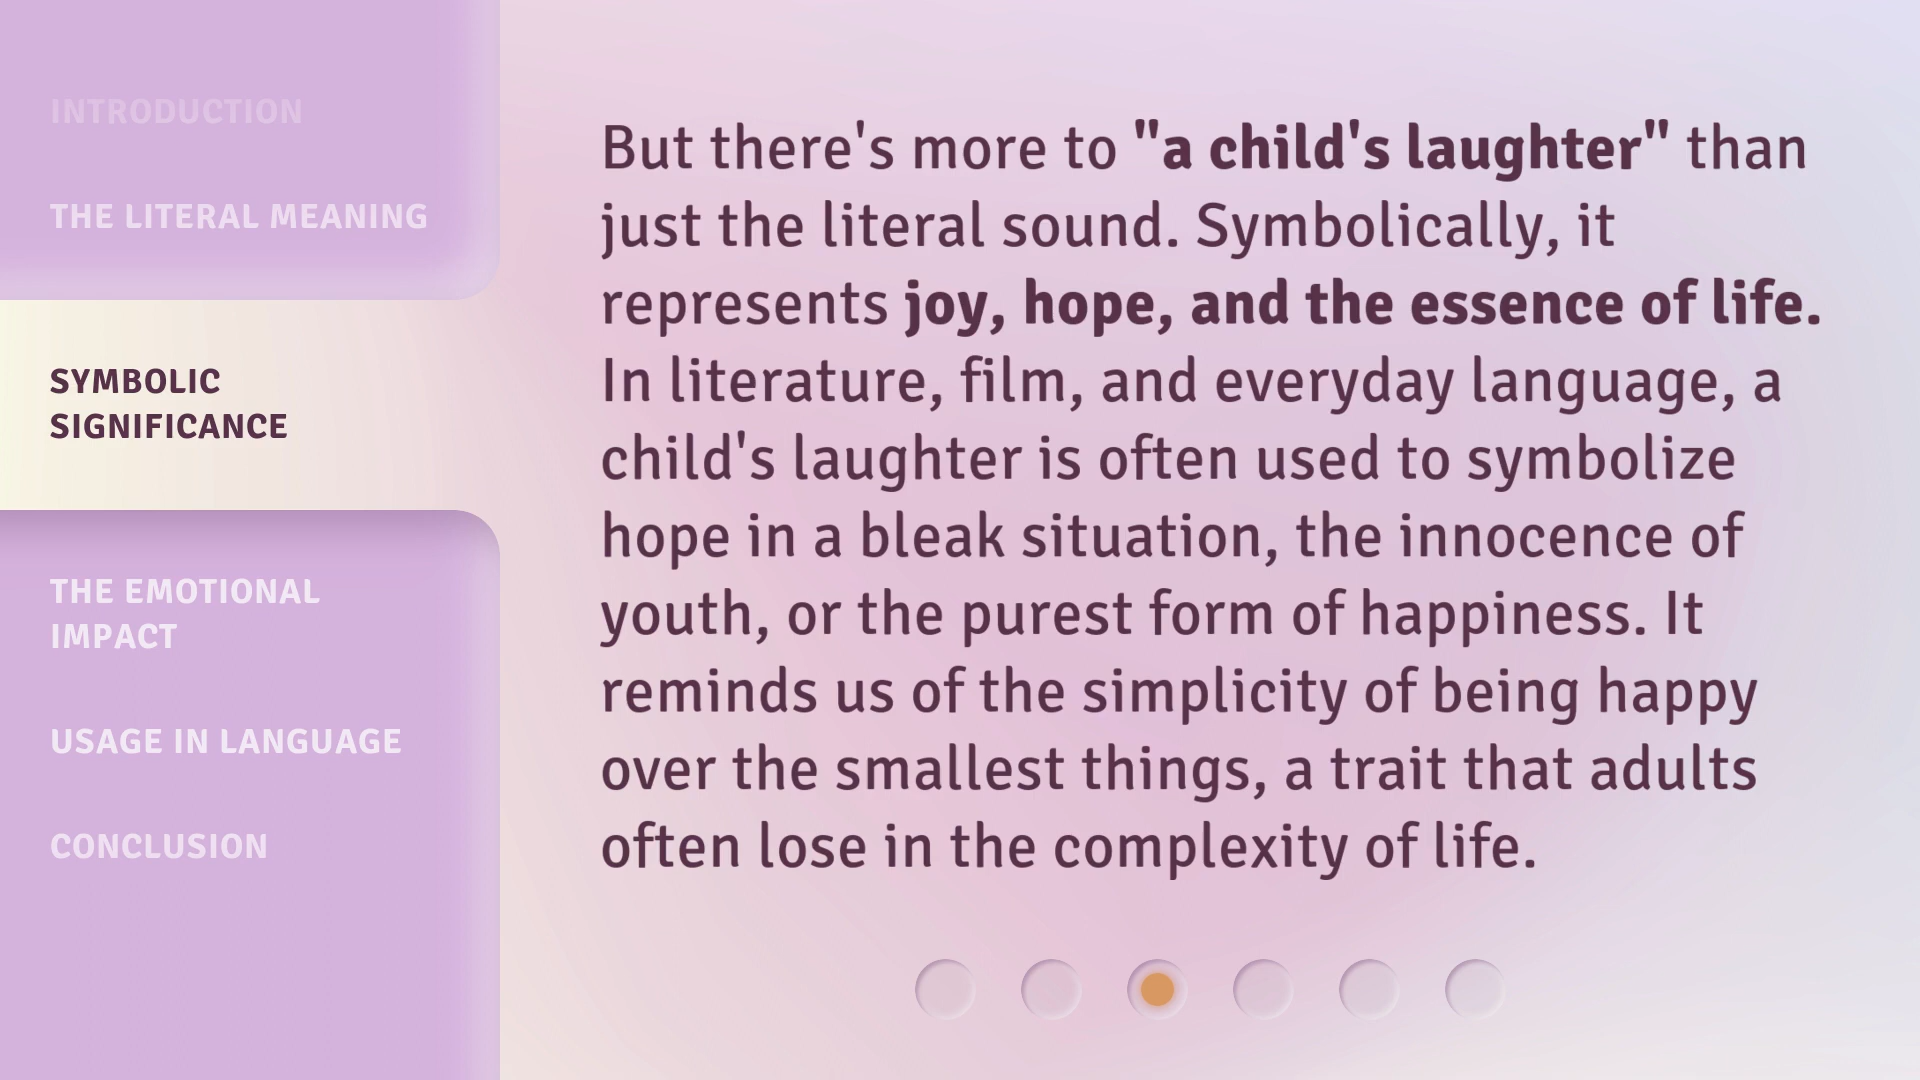 INTRODUCTION
THE LITERAL MEANING
SYMBOLIC
SIGNIFICANCE
THE EMOTIONAL
IMPACT
USAGE IN LANGUAGE
CONCLUSION
But there's more to "a child's laughter" than
just the literal sound. Symbolically, it
represents joy, hope, and the essence of life.
In literature, film, and everyday language, a
child's laughter is often used to symbolize
hope in a bleak situation, the innocence of
youth, or the purest form of happiness. It
reminds us of the simplicity of being happy
over the smallest things, a trait that adults
often lose in the complexity of life.